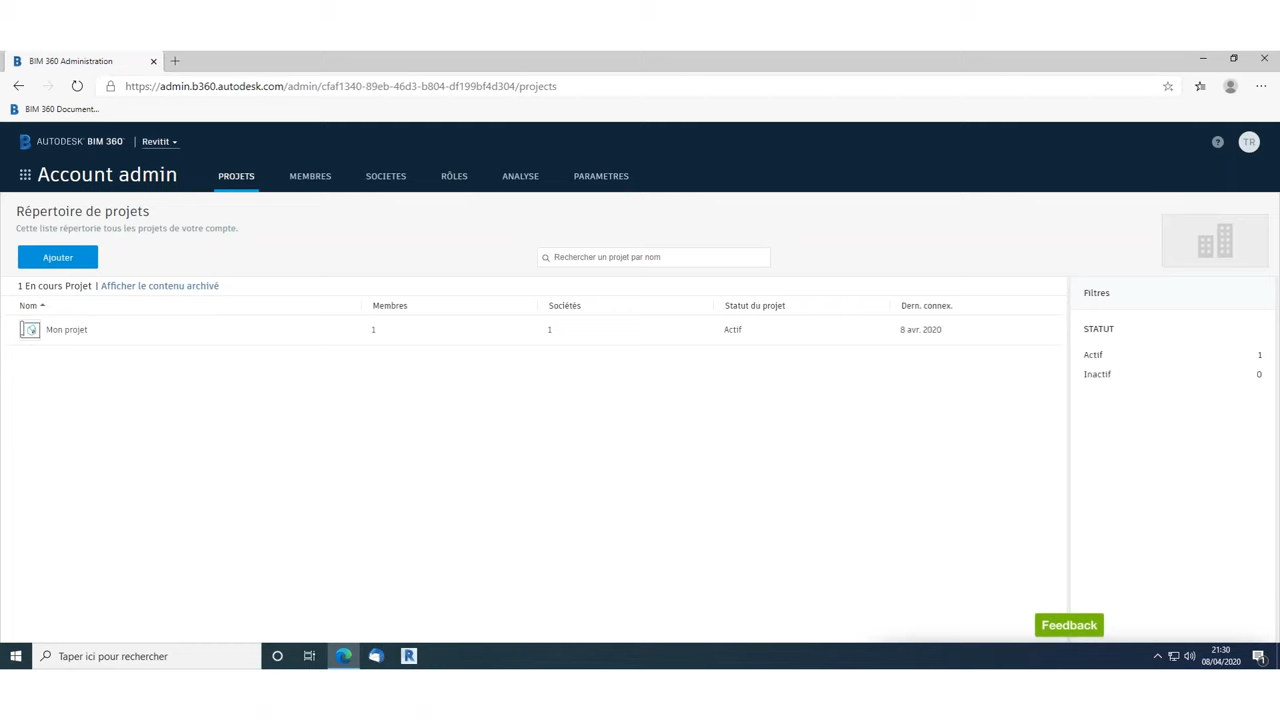 BIM 360 Administration
https://admin.b360.autodesk.com/admin/cfaf1340-89eb-46d3-b804-df199bf4d304/projects
BIM 360 Document...
AUTODESK® BIM 360™ | Revitit
TR
Account admin
PROJETS MEMBRES SOCIETES RÔLES ANALYSE PARAMETRES
Répertoire de projets
Cette liste répertorie tous les projets de votre compte.
Ajouter
Rechercher un projet par nom
1 En cours Projet | Afficher le contenu archivé
Filtres
Nom Membres Sociétés Statut du projet Dern. connex.
Mon projet 1 1 Actif 8 avr. 2020
STATUT
Actif 1
Inactif 0
Feedback
Taper ici pour rechercher
21:30
08/04/2020